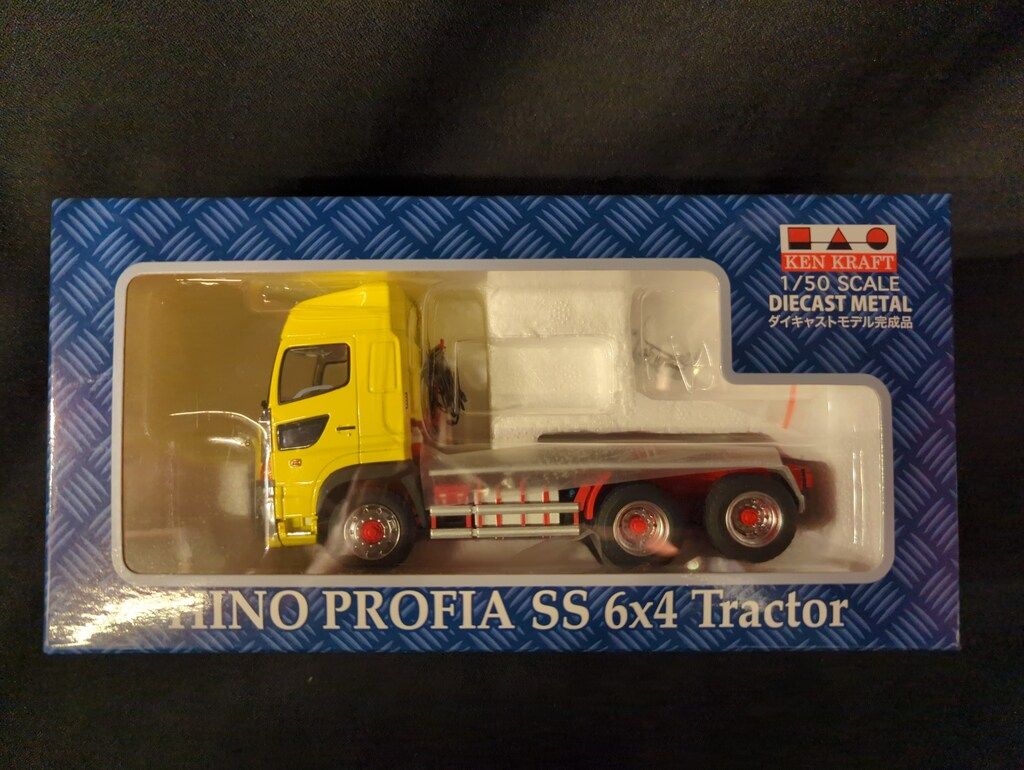 KEN KRAFT
1/50 SCALE
DIECAST METAL
ダイキャストモデル完成品
HINO PROFIA SS 6x4 Tractor